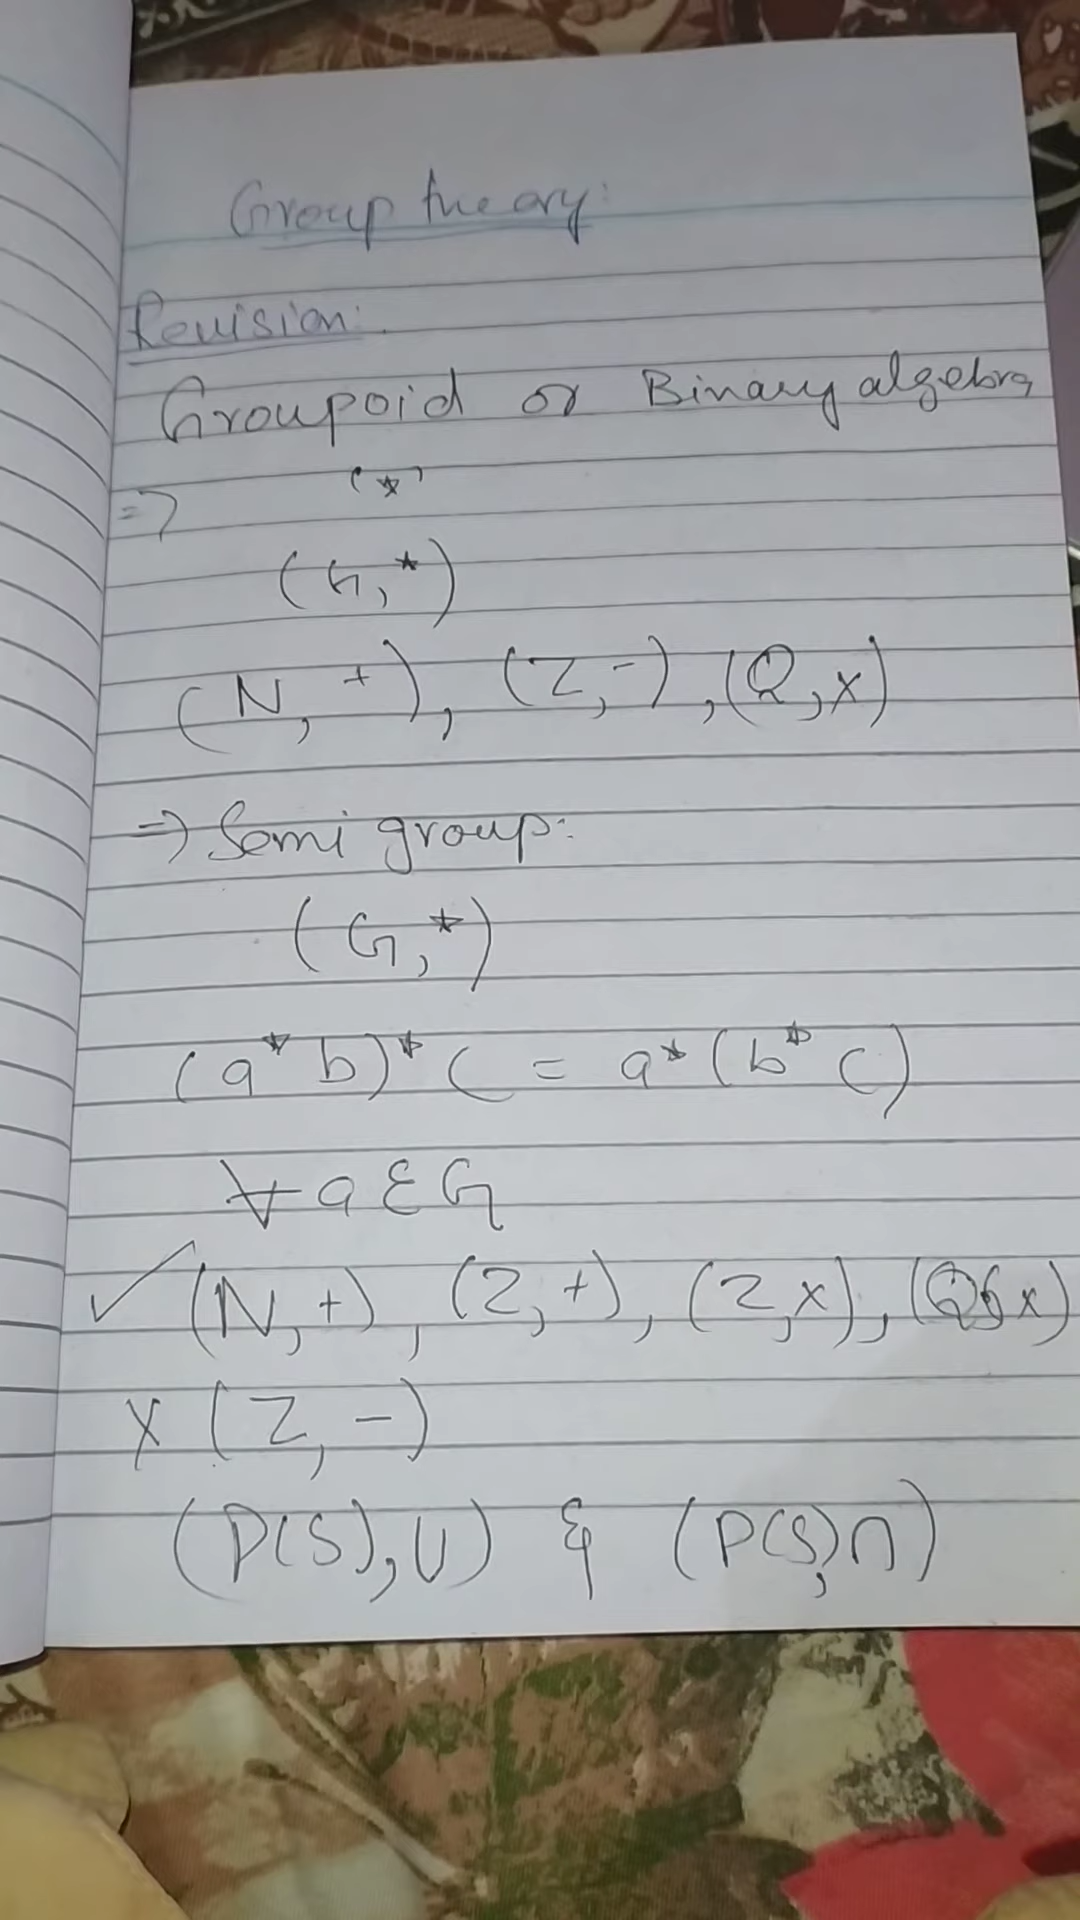 Group theory:
Revision:
Groupoid or Binary algebra
=> (*)
(G, *)
(N, +), (Z, -), (Q, x)
=> Semi group:
(G, *)
(a * b) * c = a * (b * c)
∀ a ∈ G
✓ (N, +), (Z, +), (Z, x), (Q, x)
X (Z, -)
(P(S), U) & (P(S), ∩)